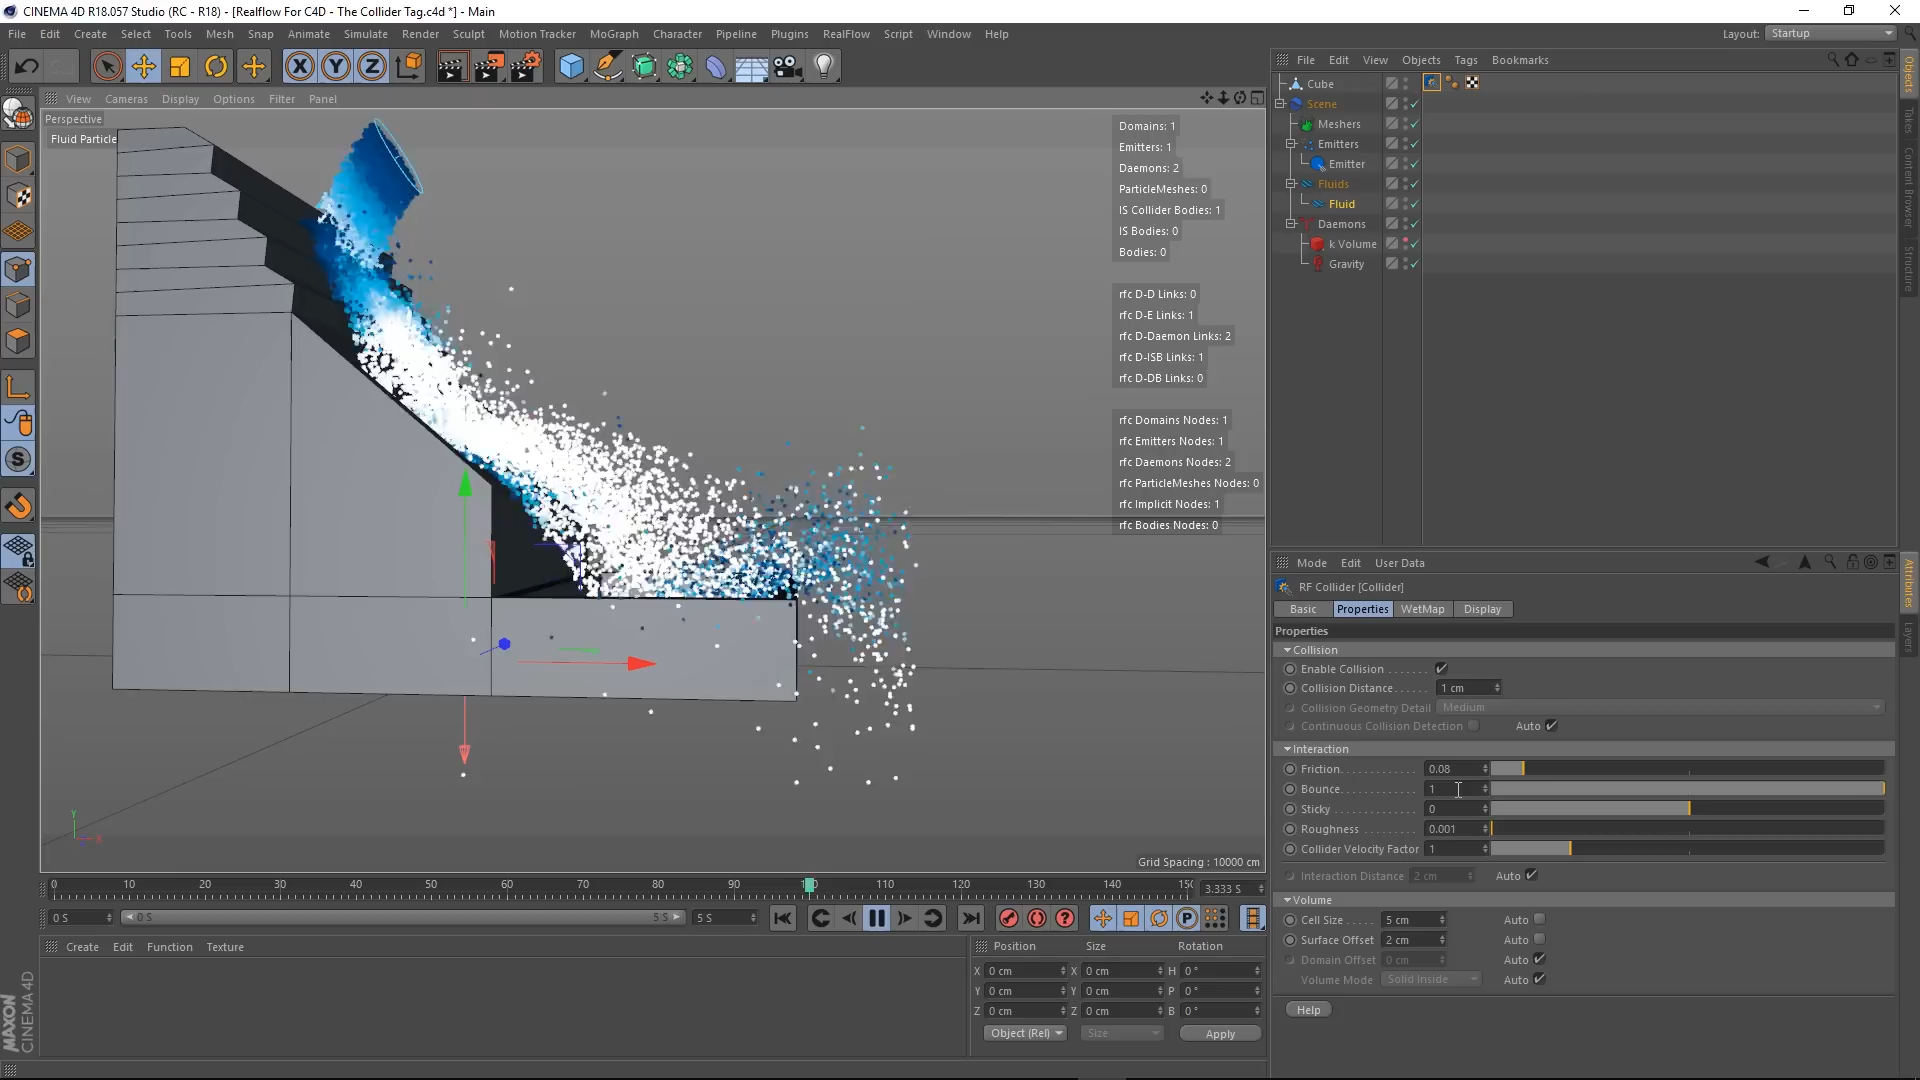 CINEMA 4D R18.057 Studio (RC - R18) - [Realflow For C4D - The Collider Tag.c4d *] - Main
File Edit Create Select Tools Mesh Snap Animate Simulate Render Sculpt Motion Tracker MoGraph Character Pipeline Plugins RealFlow Script Window Help Layout: Startup
X Y Z
File Edit View Objects Tags Bookmarks
View Cameras Display Options Filter Panel
Perspective
Fluid Particle
Domains: 1
Emitters: 1
Daemons: 2
ParticleMeshes: 0
IS Collider Bodies: 1
IS Bodies: 0
Bodies: 0
rfc D-D Links: 0
rfc D-E Links: 1
rfc D-Daemon Links: 2
rfc D-ISB Links: 1
rfc D-DB Links: 0
rfc Domains Nodes: 1
rfc Emitters Nodes: 1
rfc Daemons Nodes: 2
rfc ParticleMeshes Nodes: 0
rfc Implicit Nodes: 1
rfc Bodies Nodes: 0
Y
X
Grid Spacing : 10000 cm
Cube
Scene
Meshers
Emitters
Emitter
Fluids
Fluid
Daemons
k Volume
Gravity
Objects
Takes
Content Browser
Structure
Mode Edit User Data
RF Collider [Collider]
Basic Properties WetMap Display
Properties
Collision
Enable Collision
Collision Distance 1 cm
Collision Geometry Detail Medium
Continuous Collision Detection Auto
Interaction
Friction 0.08
Bounce 1
Sticky 0
Roughness 0.001
Collider Velocity Factor 1
Interaction Distance 2 cm Auto
Volume
Cell Size 5 cm Auto
Surface Offset 2 cm Auto
Domain Offset 0 cm Auto
Volume Mode Solid Inside Auto
Help
Attributes
Layers
0 10 20 30 40 50 60 70 80 90 110 120 130 140 3.333 S
0 S 0 S 5 S 5 S
P
Create Edit Function Texture
Position Size Rotation
X 0 cm X 0 cm H 0 °
Y 0 cm Y 0 cm P 0 °
Z 0 cm Z 0 cm B 0 °
Object (Rel) Size Apply
MAXON
CINEMA 4D